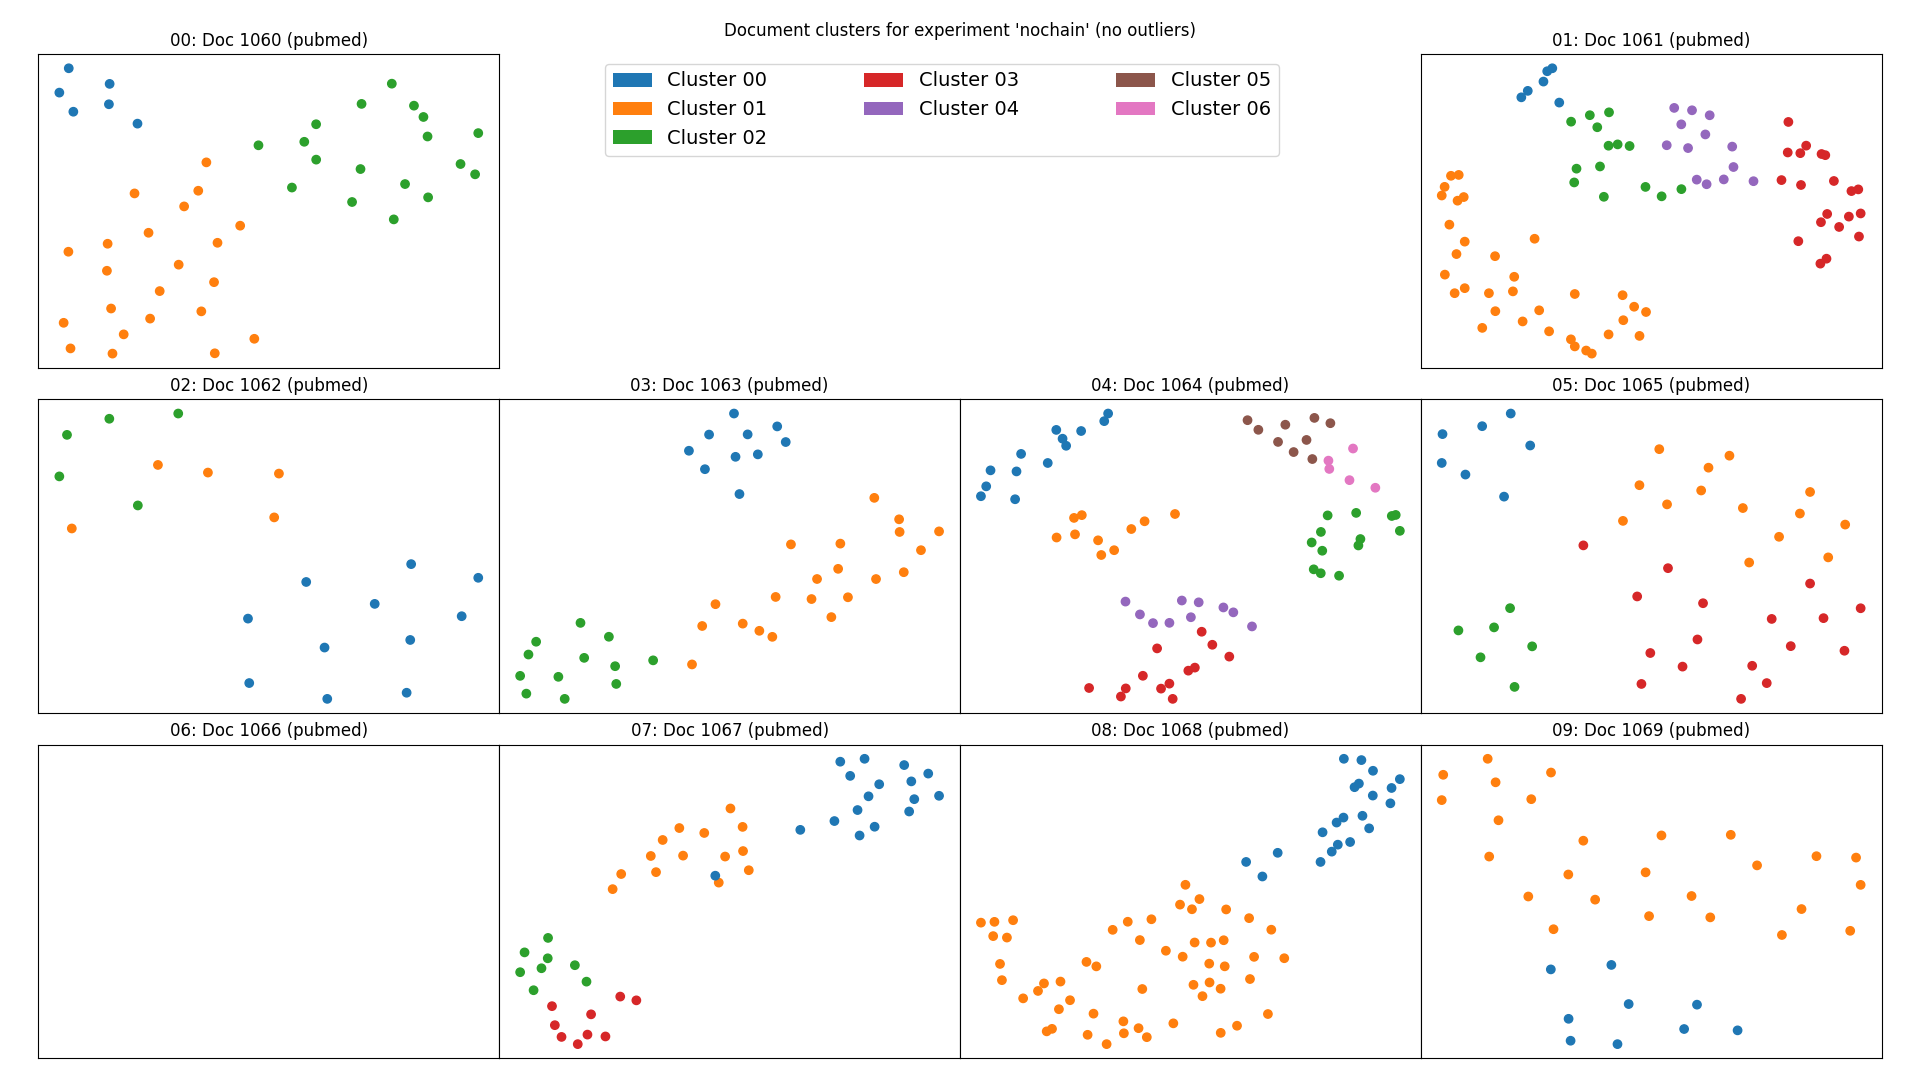 Document clusters for experiment 'nochain' (no outliers)
00: Doc 1060 (pubmed)
01: Doc 1061 (pubmed)
Cluster 00
Cluster 01
Cluster 02
Cluster 03
Cluster 04
Cluster 05
Cluster 06
02: Doc 1062 (pubmed)
03: Doc 1063 (pubmed)
04: Doc 1064 (pubmed)
05: Doc 1065 (pubmed)
06: Doc 1066 (pubmed)
07: Doc 1067 (pubmed)
08: Doc 1068 (pubmed)
09: Doc 1069 (pubmed)